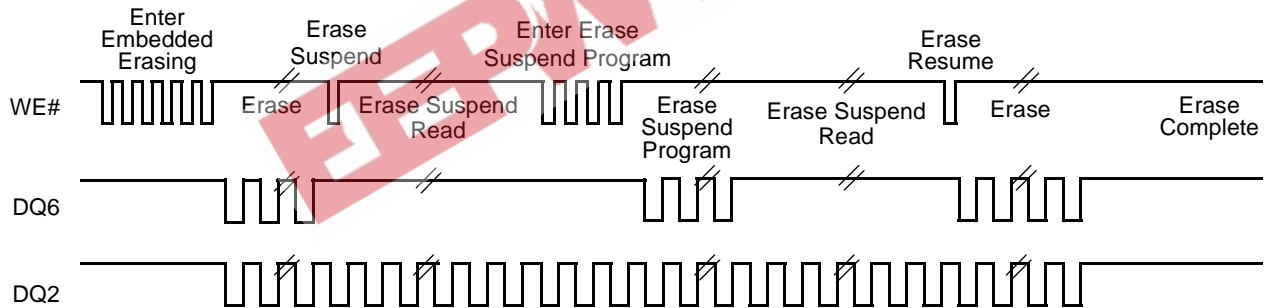 Enter
Embedded
Erasing
Erase
Suspend
Enter Erase
Suspend Program
Erase
Resume
WE#
Erase
Erase Suspend
Read
Erase
Suspend
Program
Erase Suspend
Read
Erase
Erase
Complete
DQ6
DQ2
EEPW